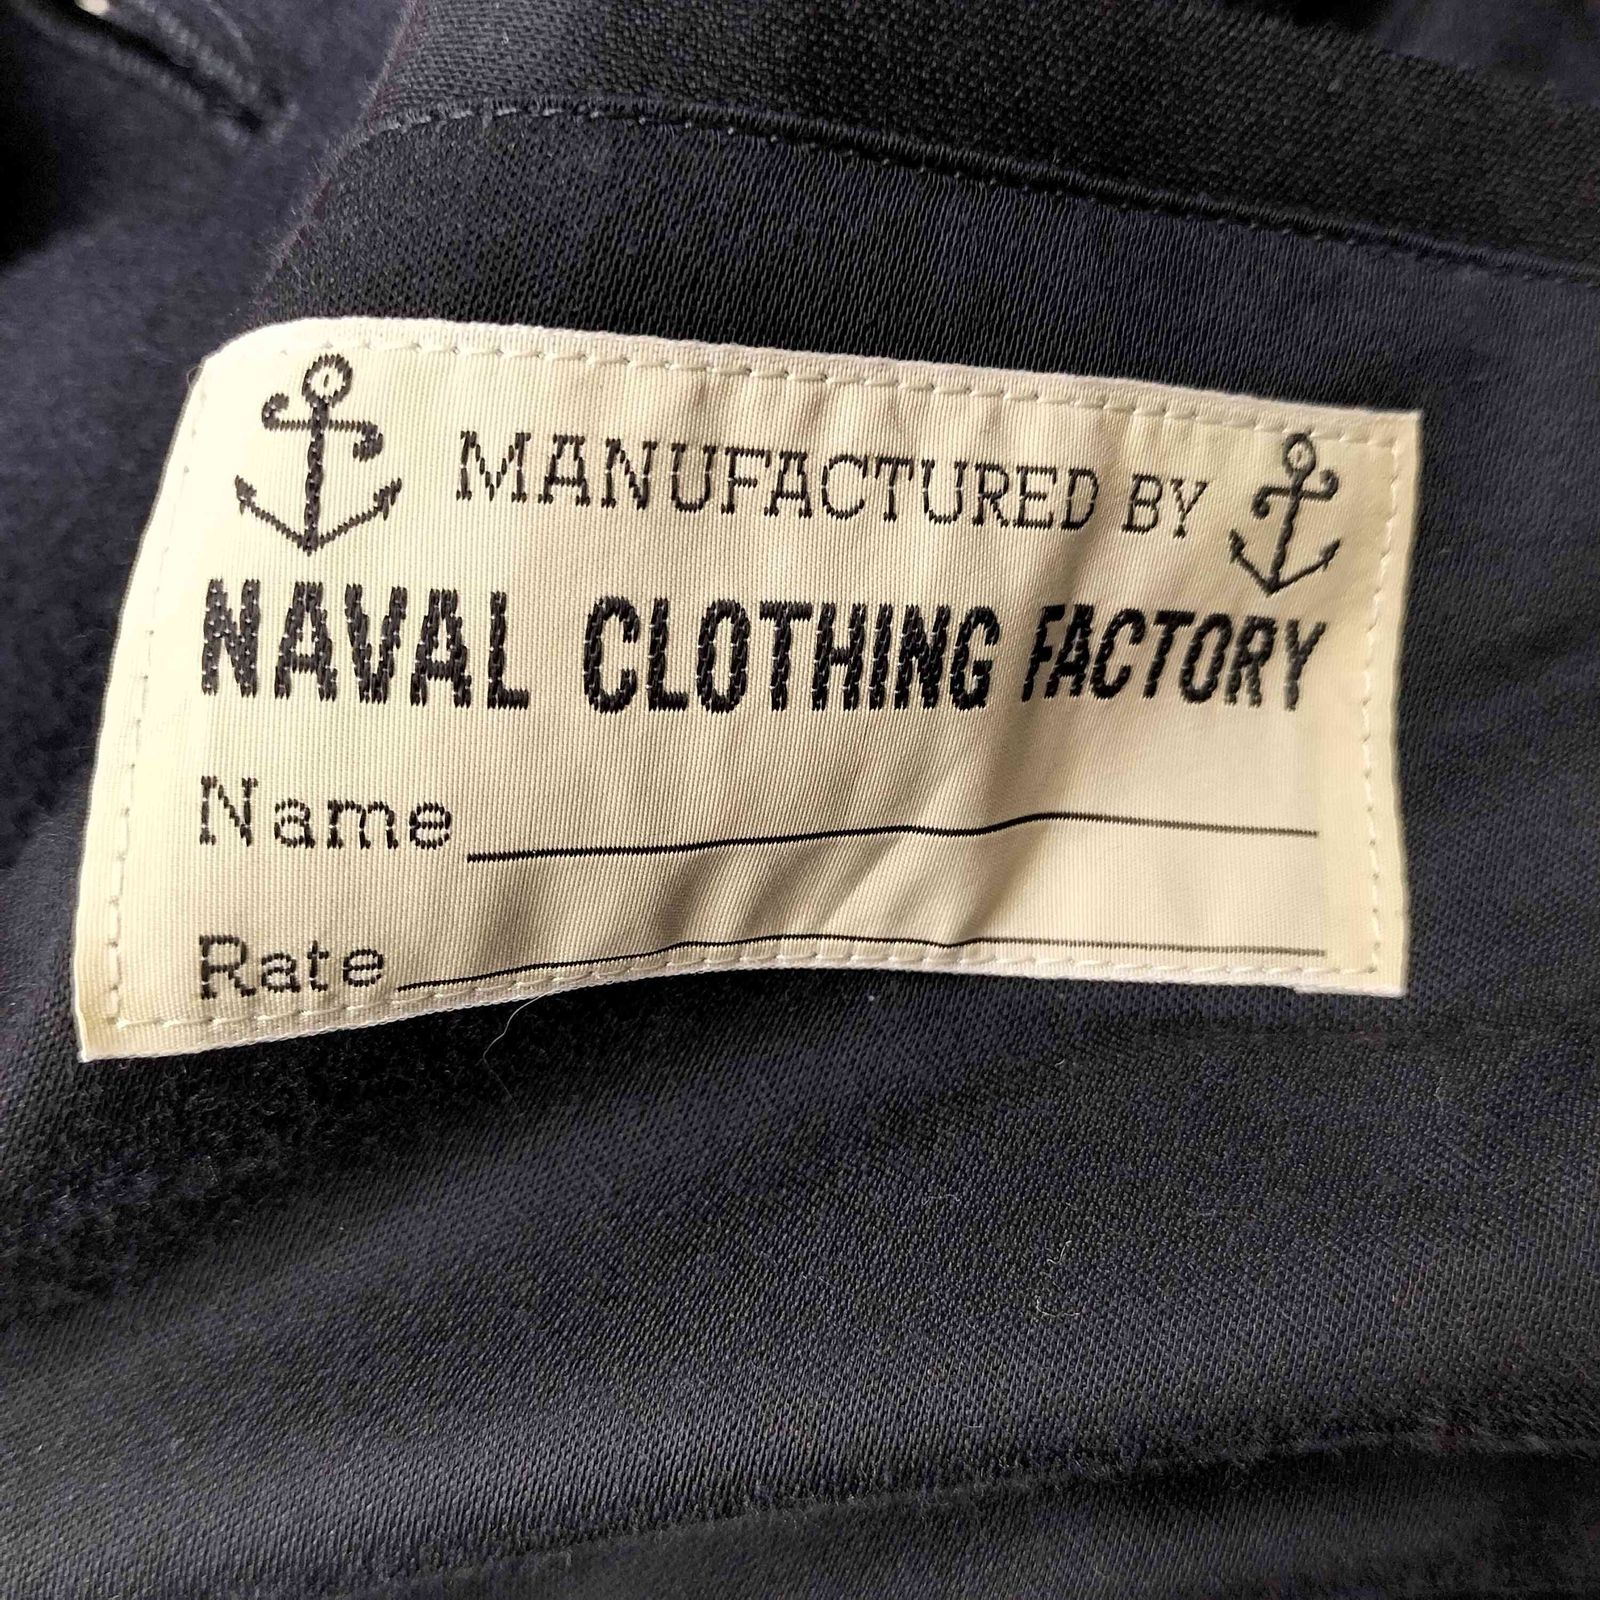 MANUFACTURED BY
NAVAL CLOTHING FACTORY
Name
Rate